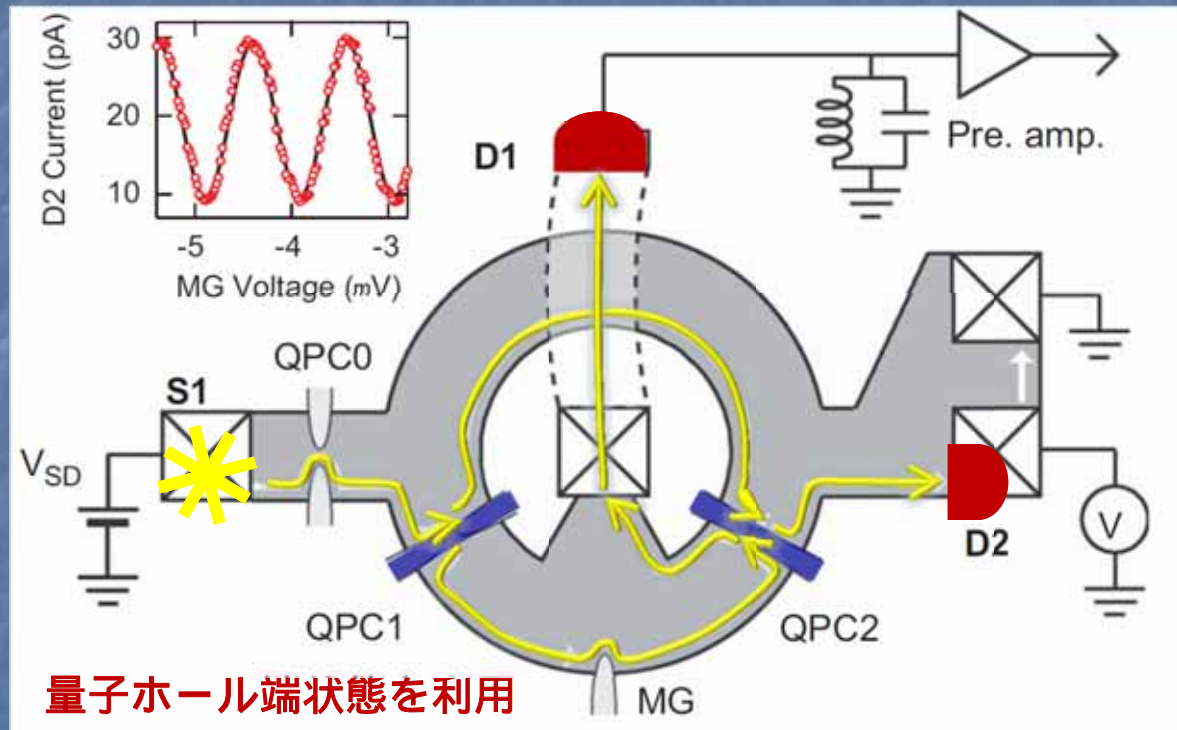 30
20
10
D2 Current (pA)
-5 -4 -3
MG Voltage (mV)
D1
Pre. amp.
QPC0
S1
V_SD
V
D2
QPC1
QPC2
MG
量子ホール端状態を利用